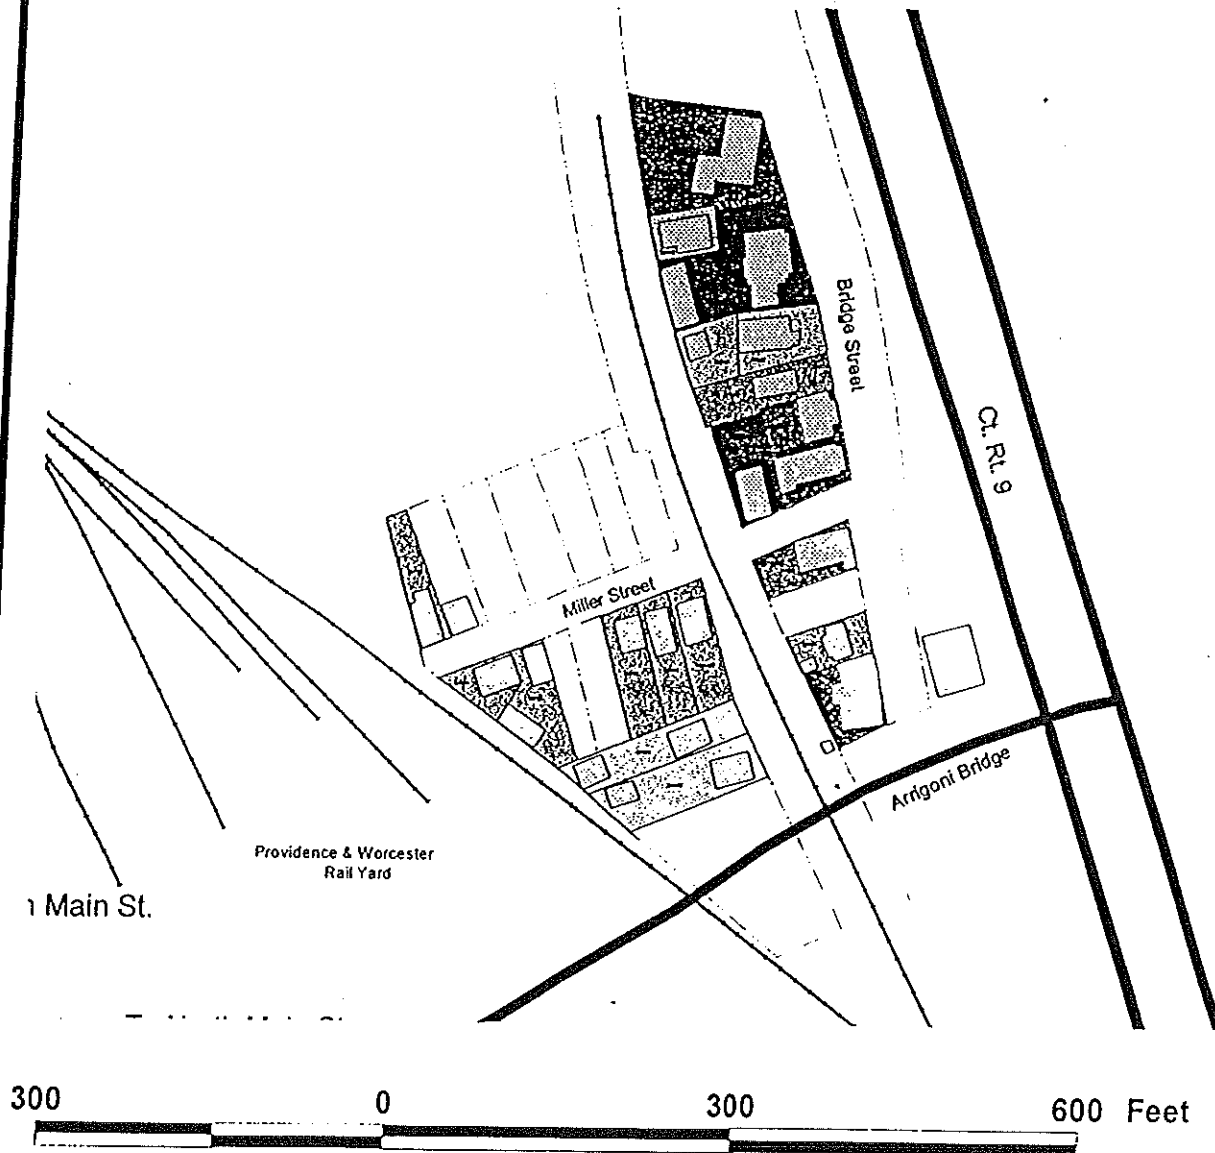 Bridge Street
Ct. Rt. 9
Miller Street
Arrigoni Bridge
Providence & Worcester
Rail Yard
Main St.
300 0 300 600 Feet